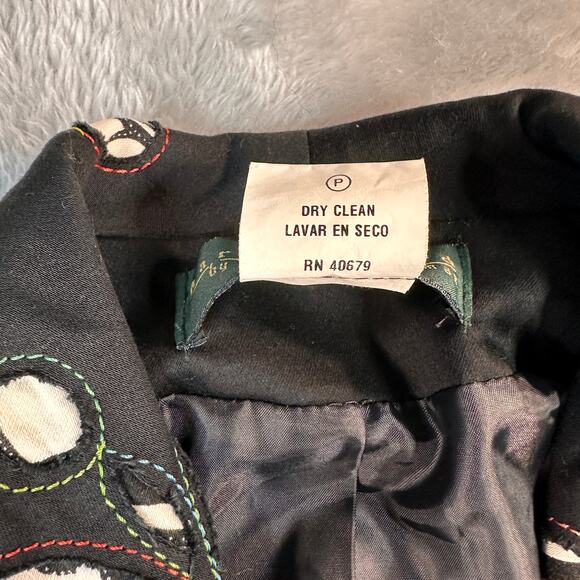 P
DRY CLEAN
LAVAR EN SECO
RN 40679